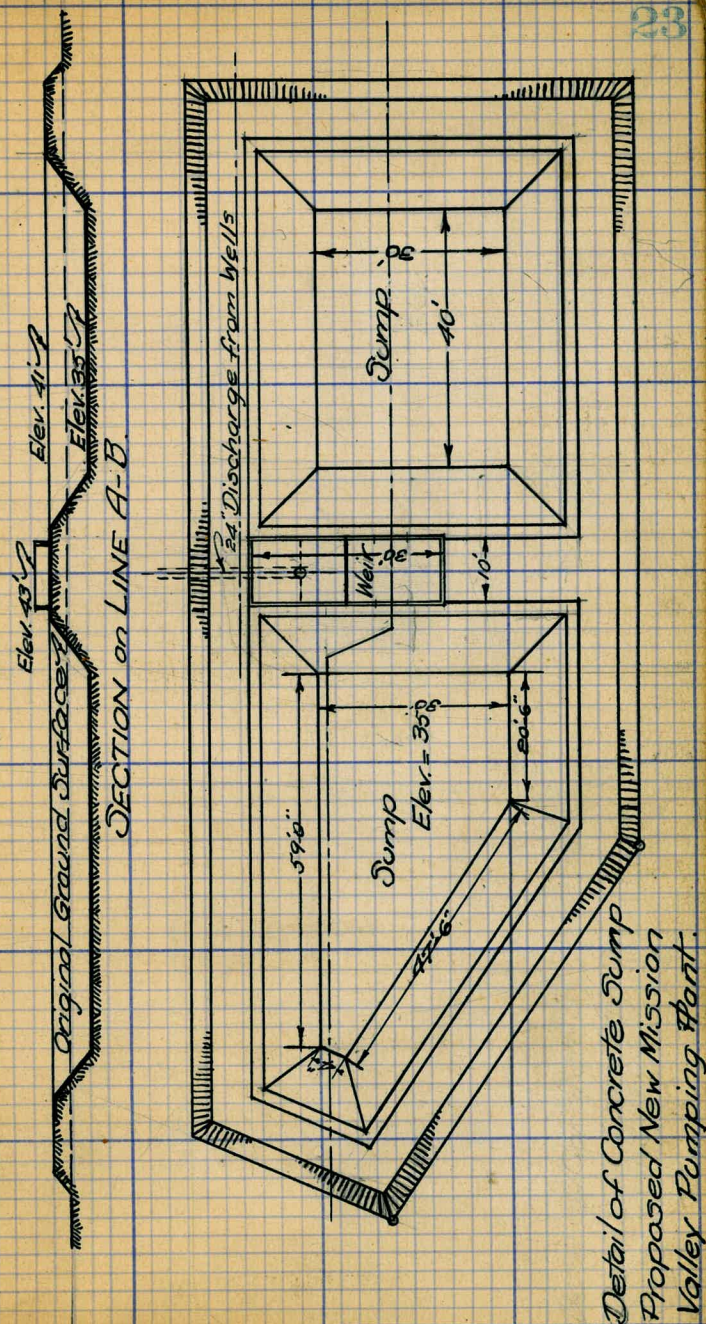 23
Elev. 43'
Elev. 41'
Elev. 35'
Original Ground Surface
SECTION on LINE A-B
24" Discharge from Wells
Sump
30'
40'
Weir
30'
10'
Sump
Elev. = 35.0
59'0"
20'6"
47'6"
Detail of Concrete Sump
Proposed New Mission
Valley Pumping Plant.